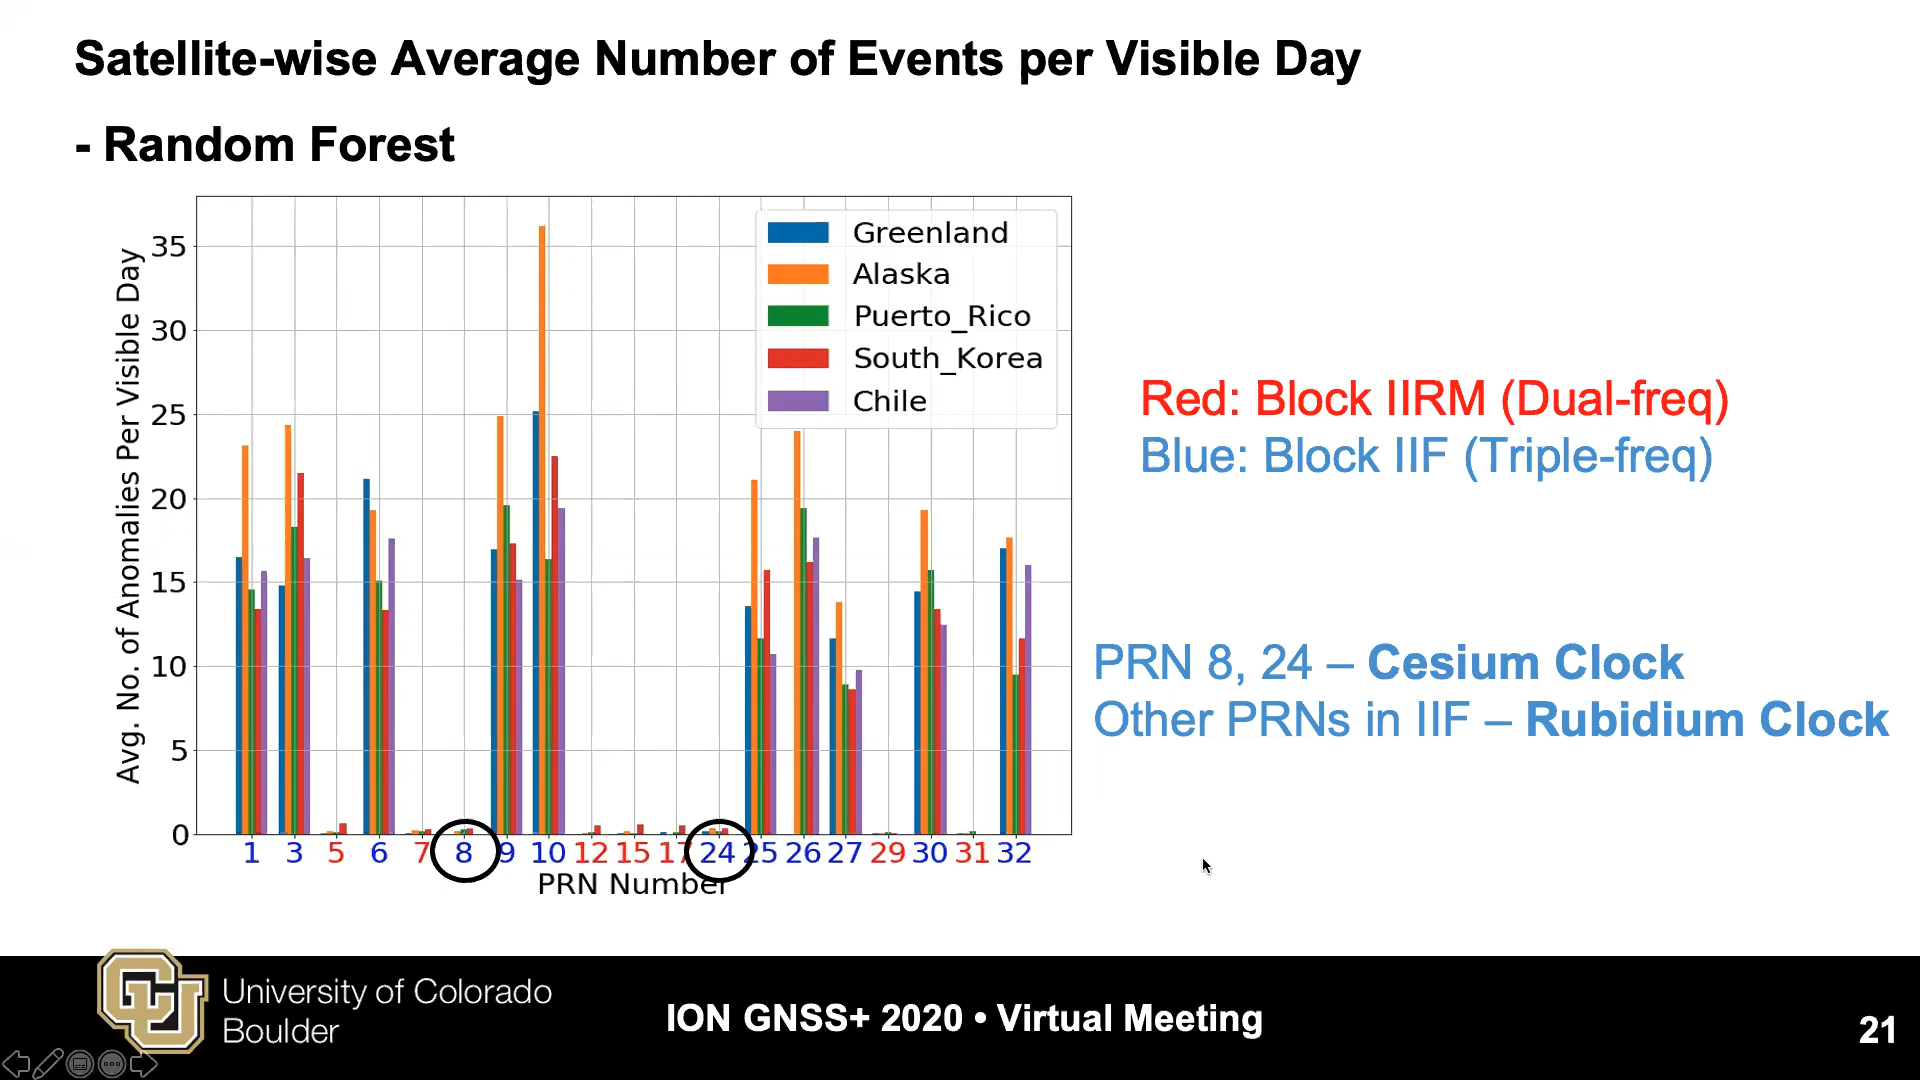 Satellite-wise Average Number of Events per Visible Day
- Random Forest
Avg. No. of Anomalies Per Visible Day
35
30
25
20
15
10
5
0
Greenland
Alaska
Puerto_Rico
South_Korea
Chile
1 3 5 6 7 8 9 10 12 15 17 24 25 26 27 29 30 31 32
PRN Number
Red: Block IIRM (Dual-freq)
Blue: Block IIF (Triple-freq)
PRN 8, 24 – Cesium Clock
Other PRNs in IIF – Rubidium Clock
CU
University of Colorado
Boulder
ION GNSS+ 2020 • Virtual Meeting
21